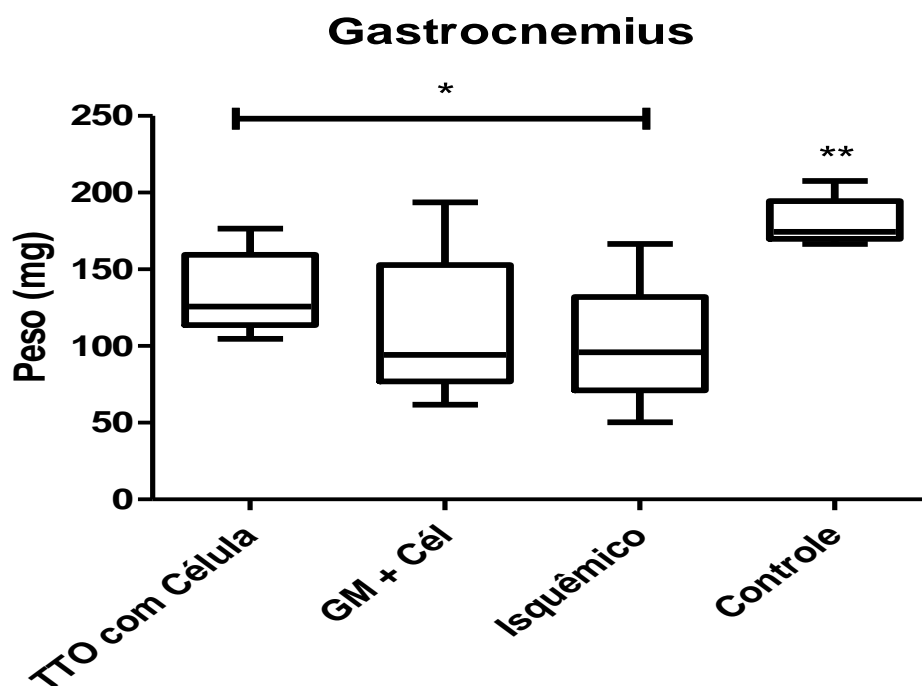 Gastrocnemius
*
**
Peso (mg)
250
200
150
100
50
0
TTO com Célula
GM + Cél
Isquêmico
Controle